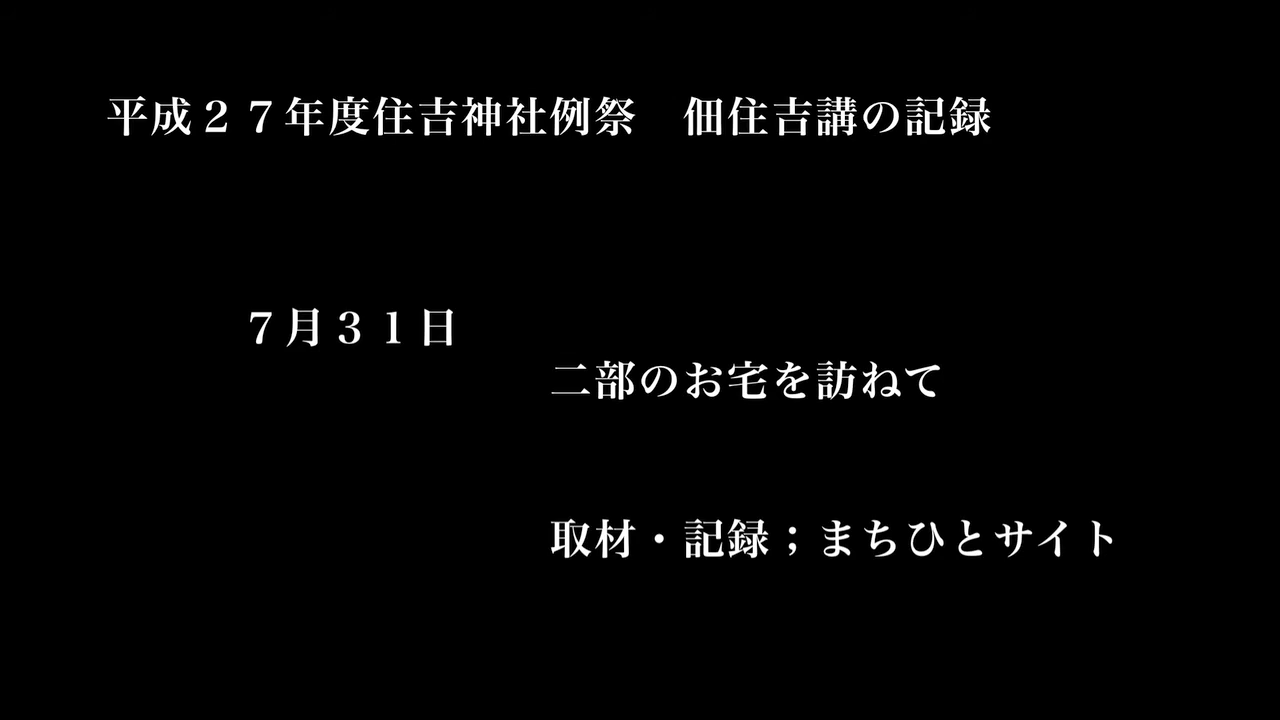 平成２７年度住吉神社例祭　佃住吉講の記録
７月３１日
二部のお宅を訪ねて
取材・記録；まちひとサイト